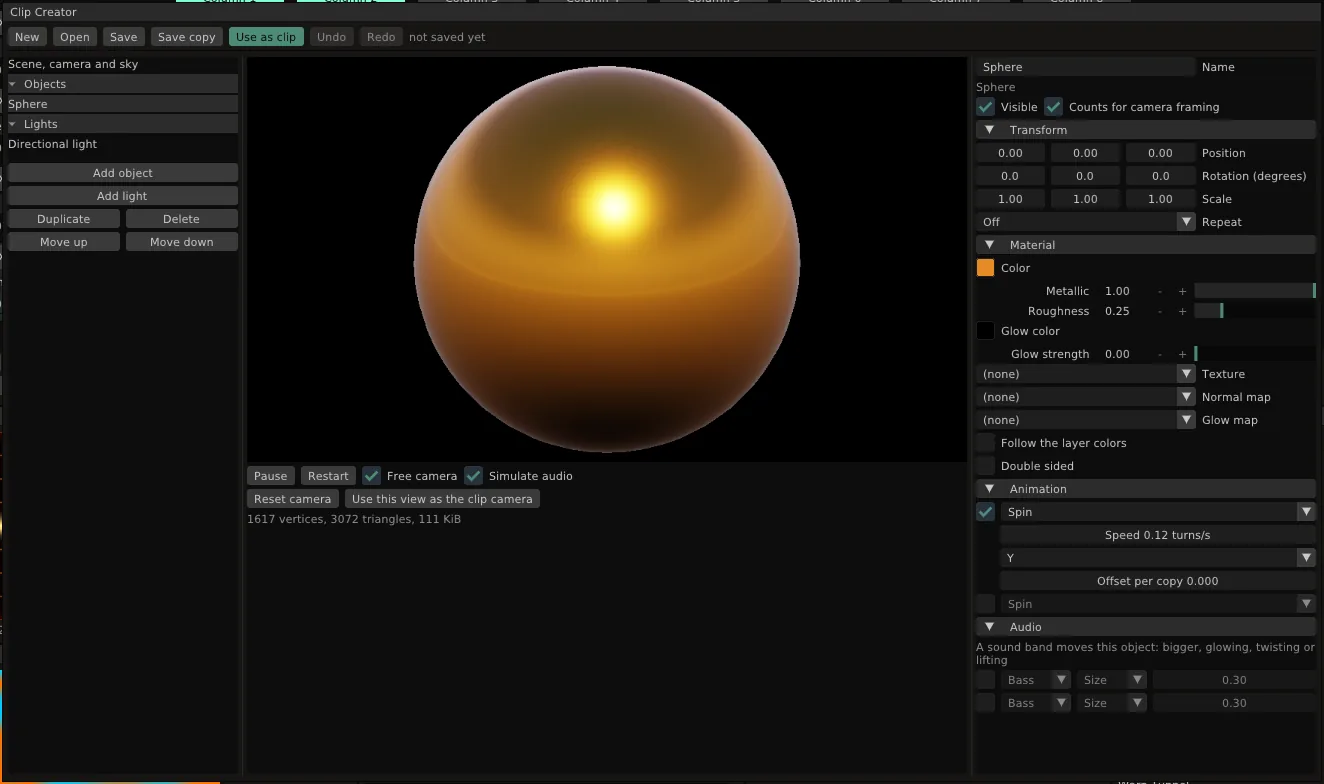 Clip Creator
New Open Save Save copy Use as clip Undo Redo not saved yet
Scene, camera and sky
Objects
Sphere
Lights
Directional light
Add object
Add light
Duplicate Delete
Move up Move down
Pause Restart Free camera Simulate audio
Reset camera Use this view as the clip camera
1617 vertices, 3072 triangles, 111 KiB
Sphere Name
Sphere
Visible Counts for camera framing
Transform
0.00 0.00 0.00 Position
0.0 0.0 0.0 Rotation (degrees)
1.00 1.00 1.00 Scale
Off Repeat
Material
Color
Metallic 1.00 - +
Roughness 0.25 - +
Glow color
Glow strength 0.00 - +
(none) Texture
(none) Normal map
(none) Glow map
Follow the layer colors
Double sided
Animation
Spin
Speed 0.12 turns/s
Y
Offset per copy 0.000
Spin
Audio
A sound band moves this object: bigger, glowing, twisting or
lifting
Bass Size 0.30
Bass Size 0.30